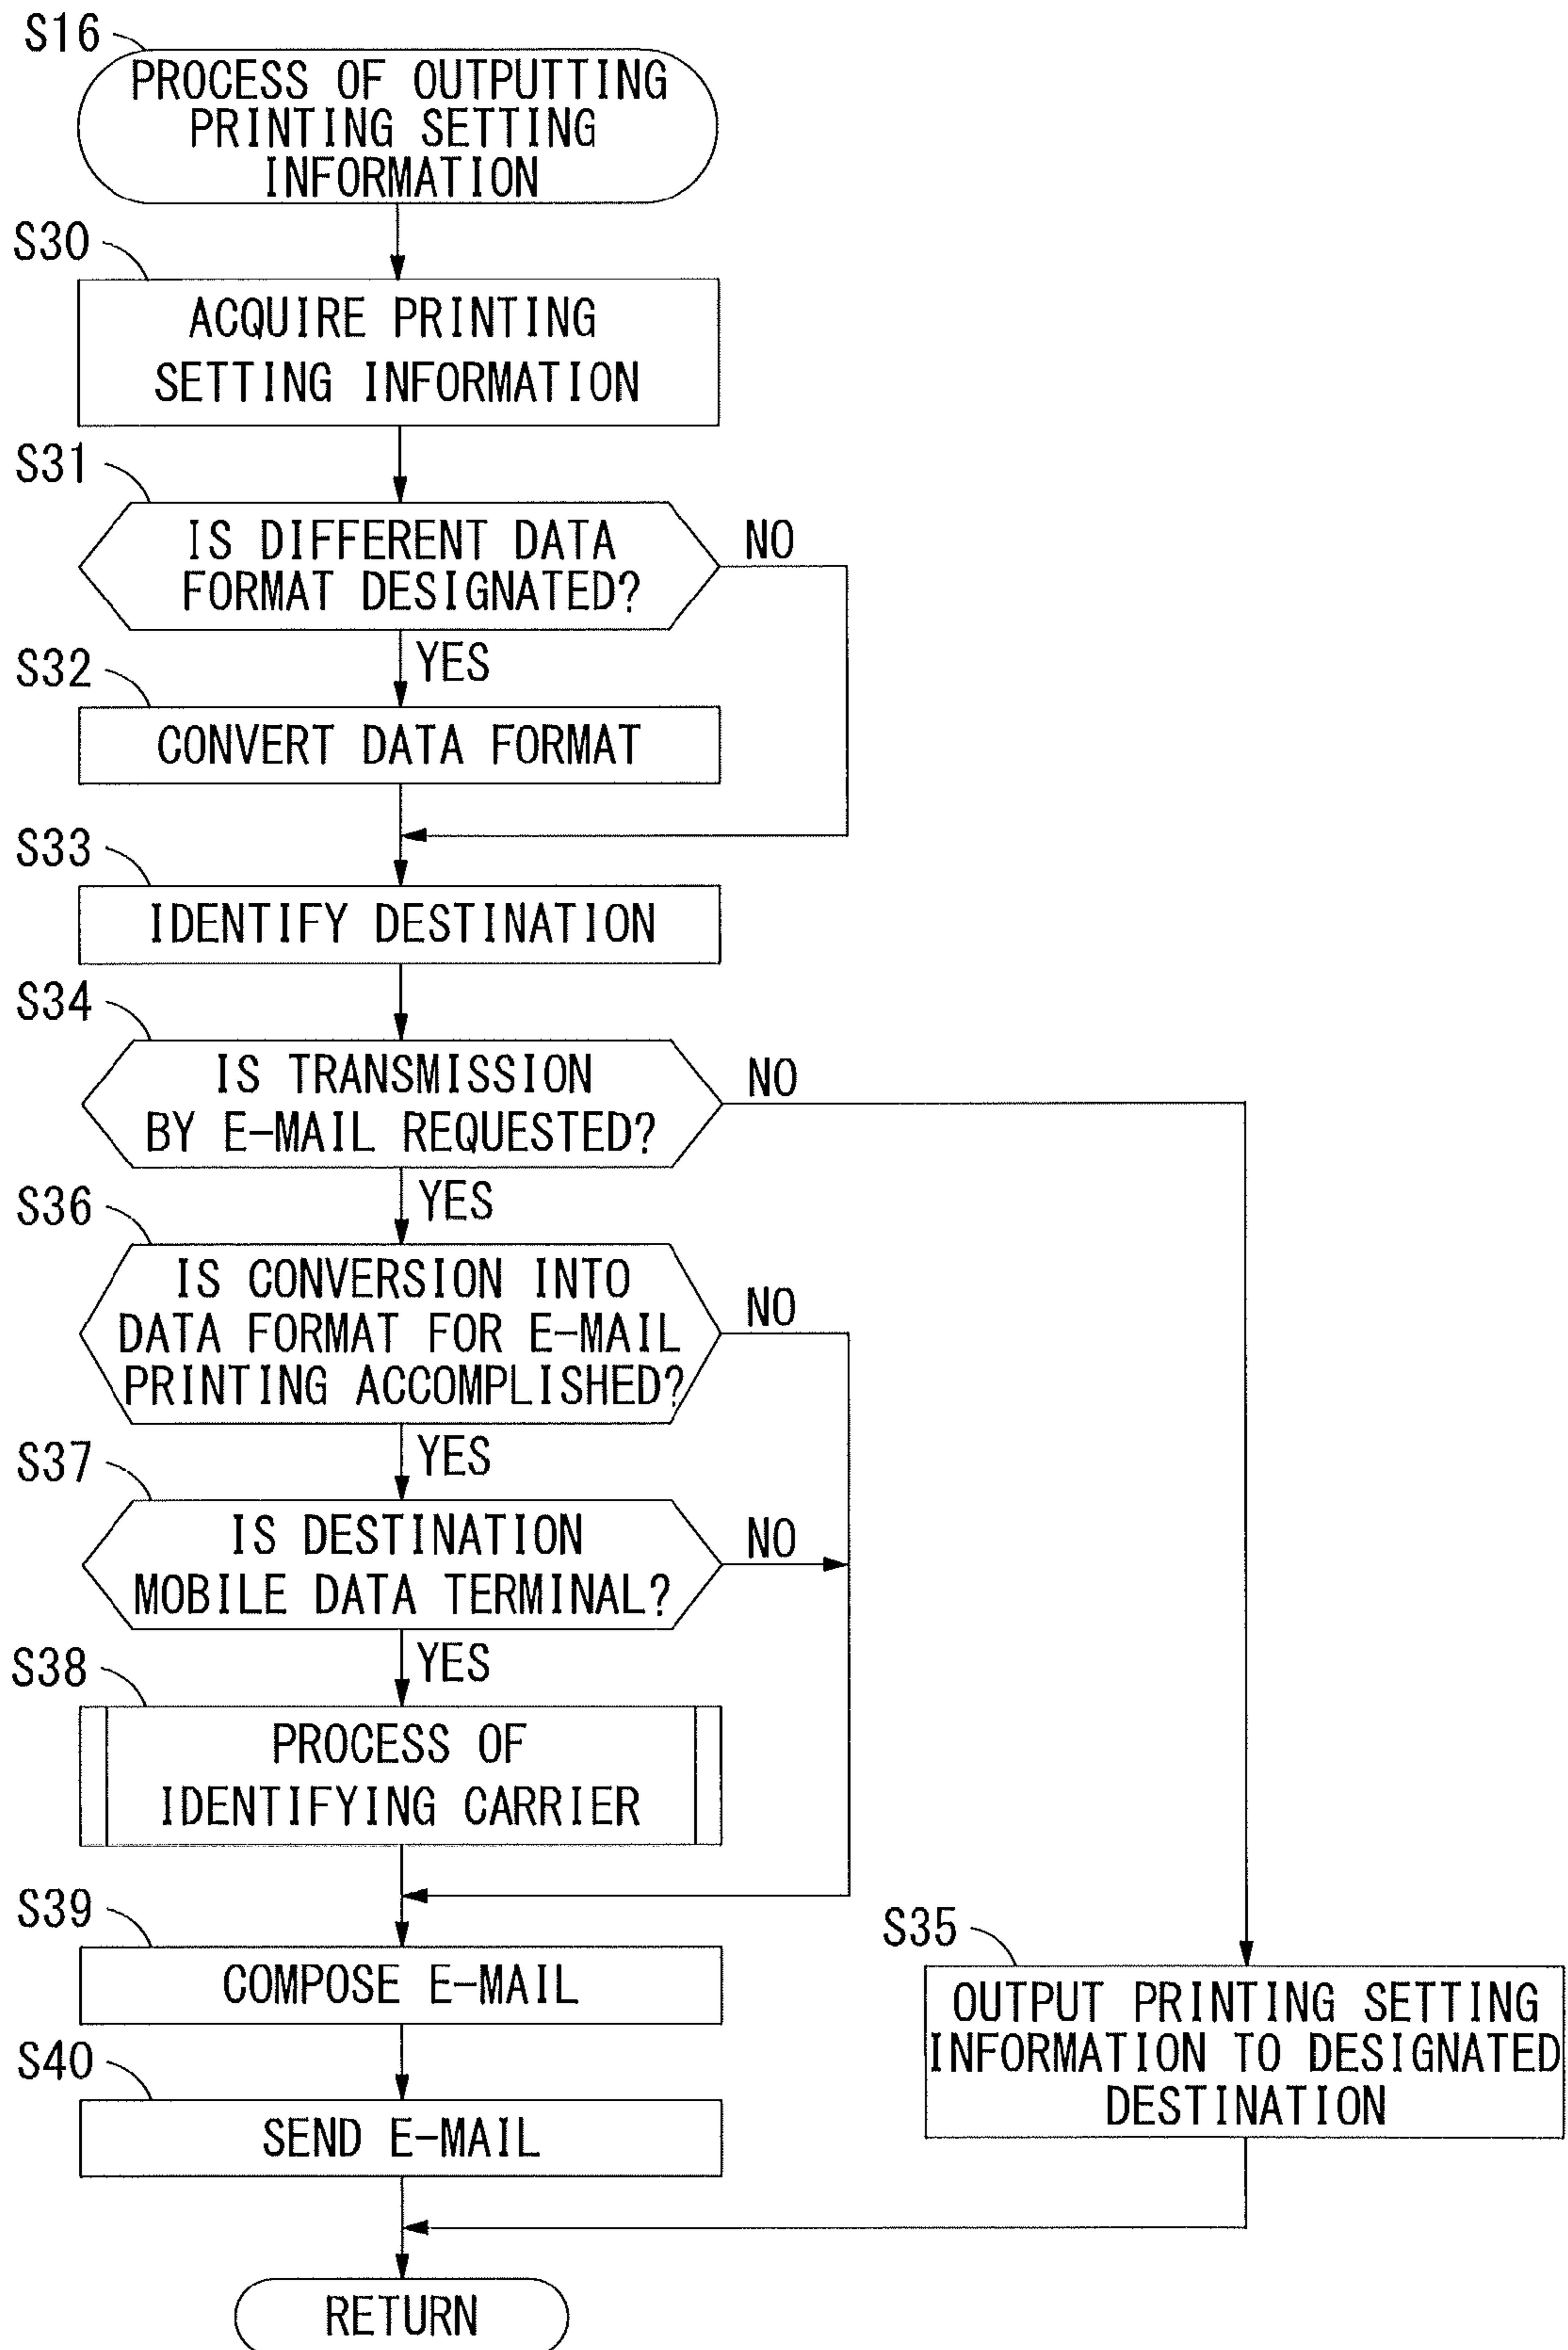 S16
PROCESS OF OUTPUTTING
PRINTING SETTING
INFORMATION
S30
ACQUIRE PRINTING
SETTING INFORMATION
S31
IS DIFFERENT DATA
FORMAT DESIGNATED?
NO
YES
S32
CONVERT DATA FORMAT
S33
IDENTIFY DESTINATION
S34
IS TRANSMISSION
BY E-MAIL REQUESTED?
NO
YES
S36
IS CONVERSION INTO
DATA FORMAT FOR E-MAIL
PRINTING ACCOMPLISHED?
NO
YES
S37
IS DESTINATION
MOBILE DATA TERMINAL?
NO
YES
S38
PROCESS OF
IDENTIFYING CARRIER
S39
COMPOSE E-MAIL
S35
OUTPUT PRINTING SETTING
INFORMATION TO DESIGNATED
DESTINATION
S40
SEND E-MAIL
RETURN